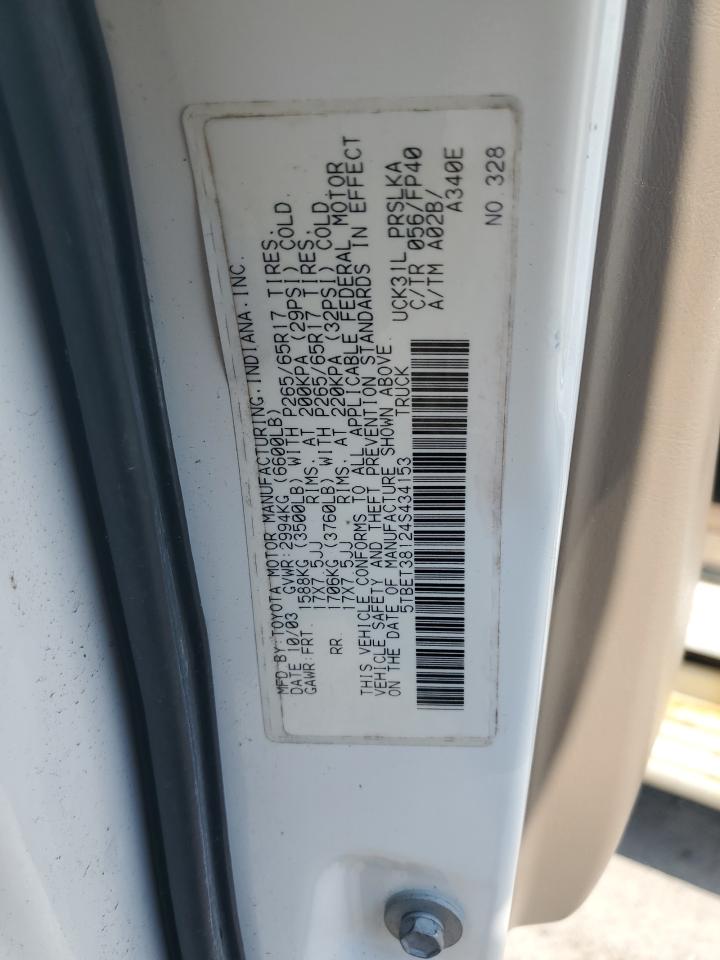 MFD BY: TOYOTA MOTOR MANUFACTURING, INDIANA, INC.
DATE 10/03 GVWR: 2994KG (6600LB)
GAWR:FRT. 1588KG (3500LB) WITH P265/65R17 TIRES.
17X7.5JJ RIMS. AT 200KPA (29PSI) COLD.
RR. 1706KG (3760LB) WITH P265/65R17 TIRES.
17X7.5JJ RIMS. AT 220KPA (32PSI) COLD.
THIS VEHICLE CONFORMS TO ALL APPLICABLE FEDERAL MOTOR
VEHICLE SAFETY AND THEFT PREVENTION STANDARDS IN EFFECT
ON THE DATE OF MANUFACTURE SHOWN ABOVE.
5TBET38124S434153 TRUCK
UCK31L PRSLKA
C/TR 056/FP40
A/TM A02B/
A340E
NO. 328